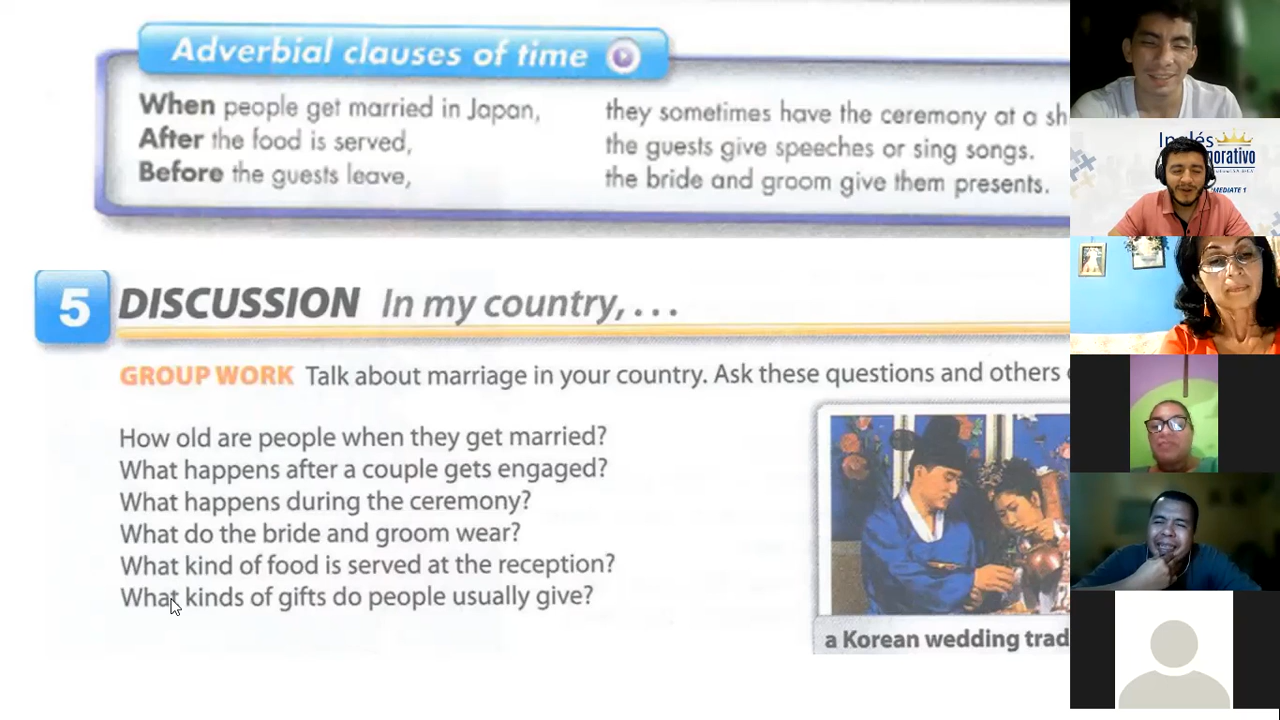 Adverbial clauses of time
When people get married in Japan, they sometimes have the ceremony at a sh
After the food is served, the guests give speeches or sing songs.
Before the guests leave, the bride and groom give them presents.
5 DISCUSSION In my country, . . .
GROUP WORK Talk about marriage in your country. Ask these questions and others
How old are people when they get married?
What happens after a couple gets engaged?
What happens during the ceremony?
What do the bride and groom wear?
What kind of food is served at the reception?
What kinds of gifts do people usually give?
a Korean wedding trad
Inglés
porativo
MEDIATE 1